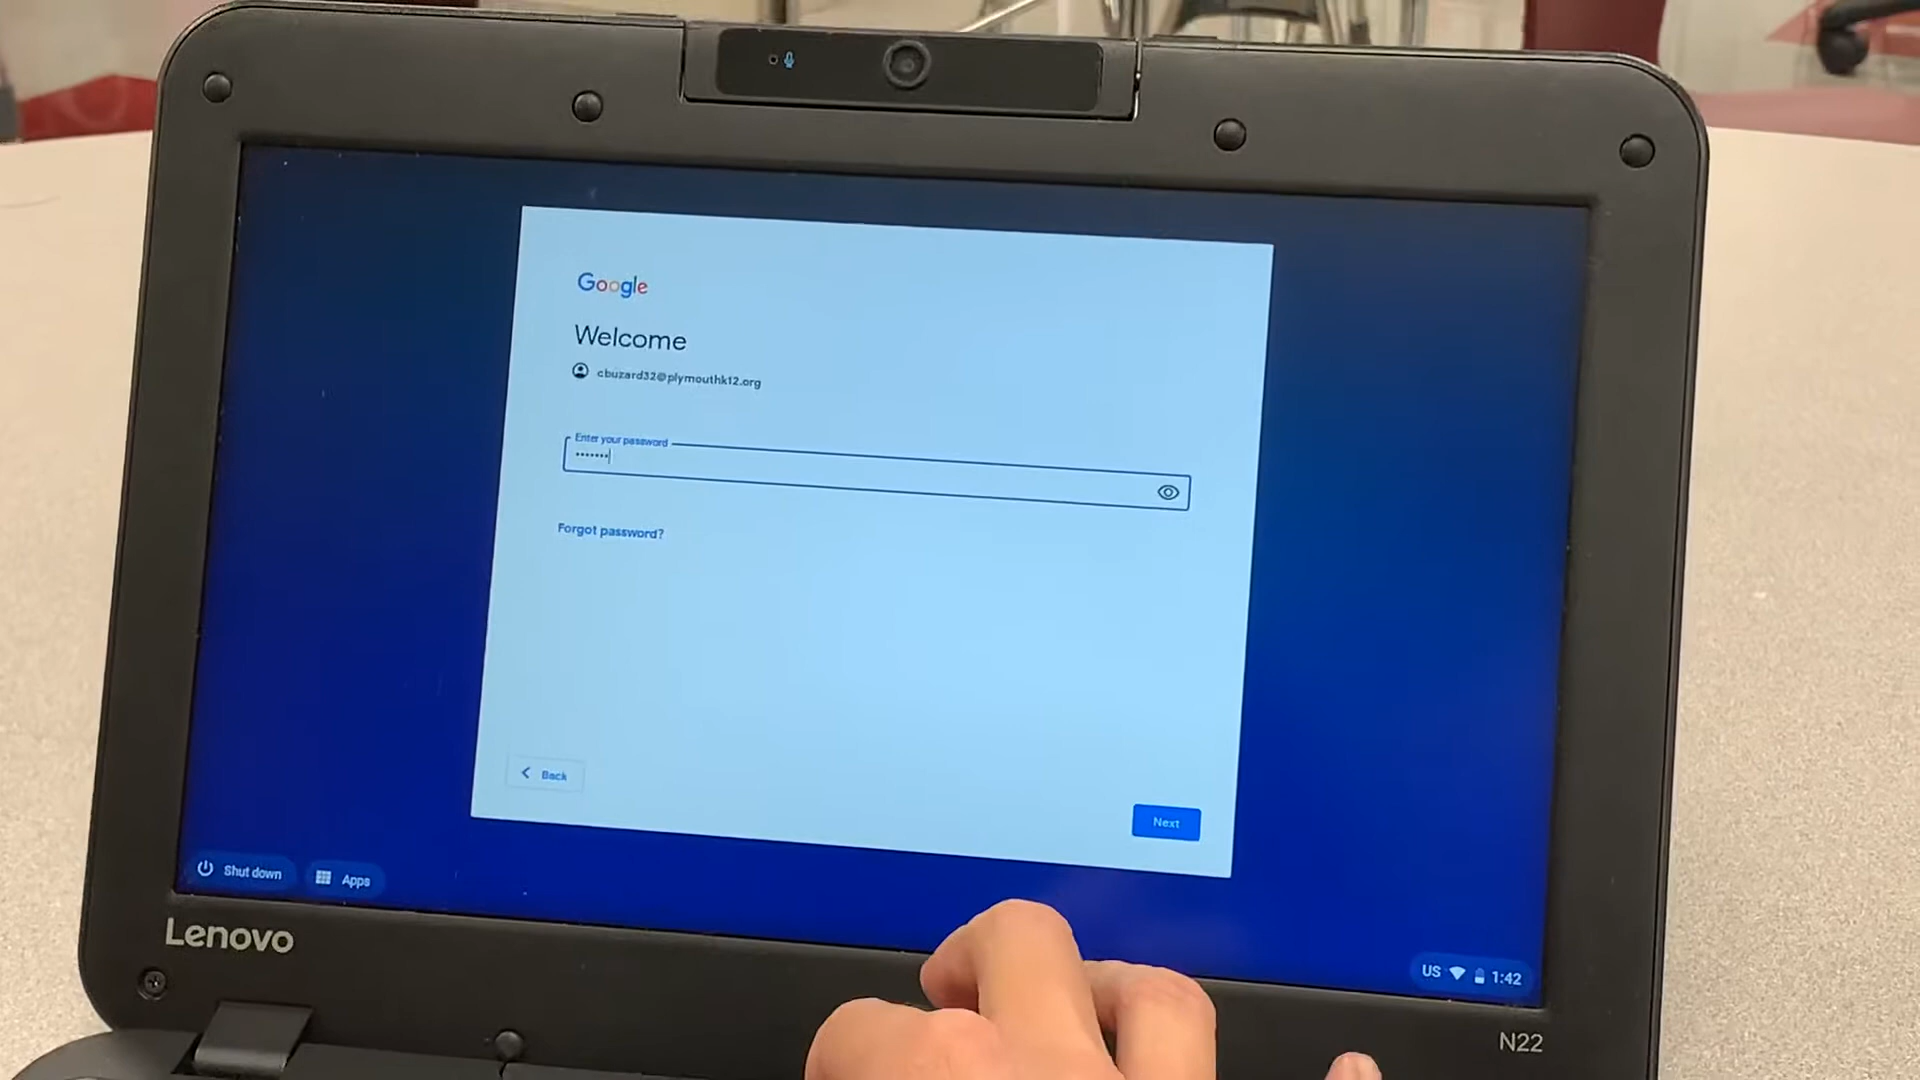 Google
Welcome
cbuzard32@plymouthk12.org
Enter your password
•••••••
Forgot password?
Back
Next
Shut down
Apps
Lenovo
US 1:42
N22